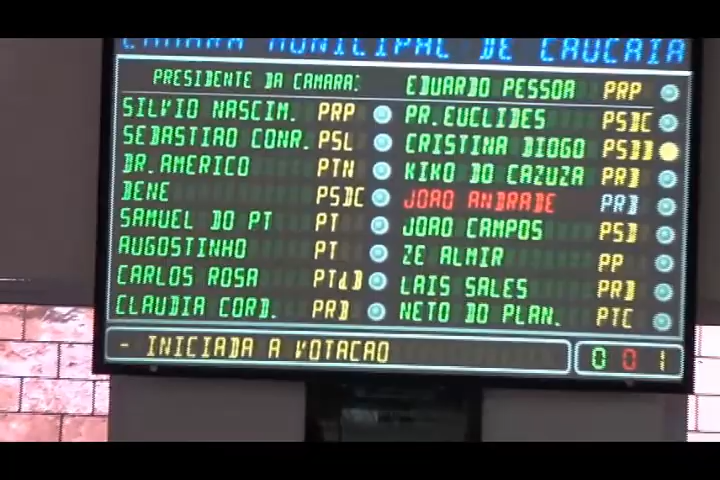 CAMARA MUNICIPAL DE CAUCAIA
PRESIDENTE DA CAMARA: EDUARDO PESSOA PRP
SILVIO NASCIM. PRP PR.EUCLIDES PSDC
SEBASTIAO CONR. PSL CRISTINA DIOGO PSDB
DR.AMERICO PTN KIKO DO CAZUZA PRB
BENE PSDC JOAO ANDRADE PRB
SAMUEL DO PT PT JOAO CAMPOS PSD
AUGOSTINHO PT ZE ALMIR PP
CARLOS ROSA PTdB LAIS SALES PRB
CLAUDIA CORD. PRB NETO DO PLAN. PTC
- INICIADA A VOTACAO 0 0 1